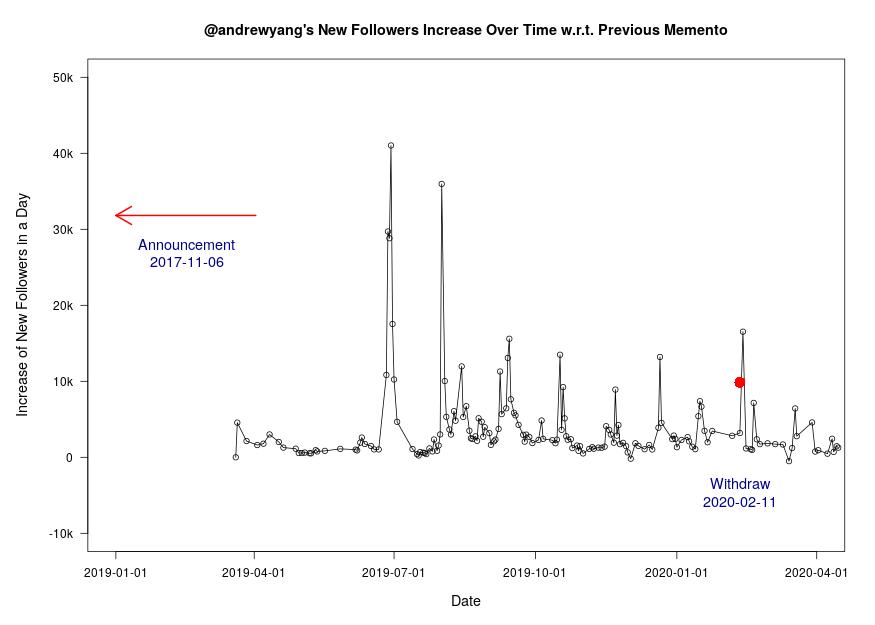 @andrewyang's New Followers Increase Over Time w.r.t. Previous Memento
Increase of New Followers in a Day
50k
40k
30k
20k
10k
0
-10k
Announcement
2017-11-06
Withdraw
2020-02-11
2019-01-01
2019-04-01
2019-07-01
2019-10-01
2020-01-01
2020-04-01
Date